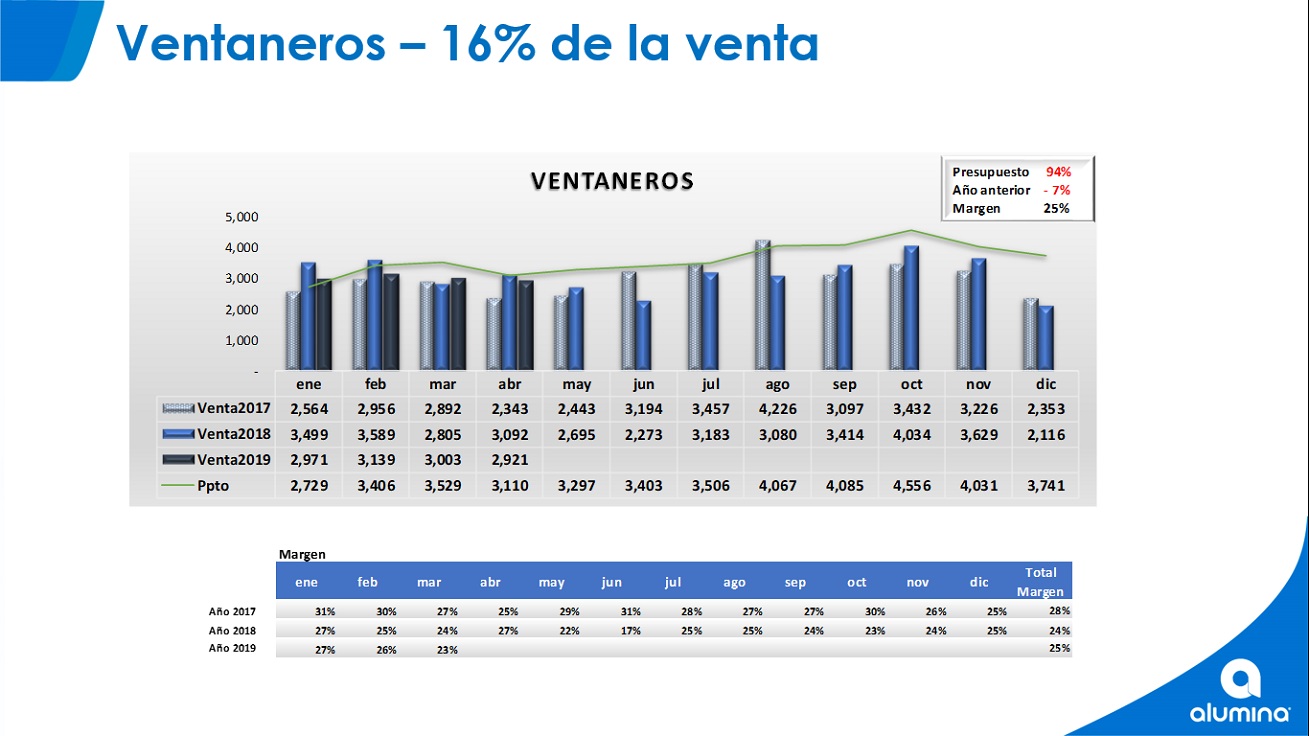 Ventaneros – 16% de la venta
VENTANEROS
Presupuesto 94%
Año anterior - 7%
Margen 25%
5,000
4,000
3,000
2,000
1,000
-
ene feb mar abr may jun jul ago sep oct nov dic
Venta2017 2,564 2,956 2,892 2,343 2,443 3,194 3,457 4,226 3,097 3,432 3,226 2,353
Venta2018 3,499 3,589 2,805 3,092 2,695 2,273 3,183 3,080 3,414 4,034 3,629 2,116
Venta2019 2,971 3,139 3,003 2,921
Ppto 2,729 3,406 3,529 3,110 3,297 3,403 3,506 4,067 4,085 4,556 4,031 3,741
Margen
ene feb mar abr may jun jul ago sep oct nov dic Total
Margen
Año 2017 31% 30% 27% 25% 29% 31% 28% 27% 27% 30% 26% 25% 28%
Año 2018 27% 25% 24% 27% 22% 17% 25% 25% 24% 23% 24% 25% 24%
Año 2019 27% 26% 23% 25%
alumina